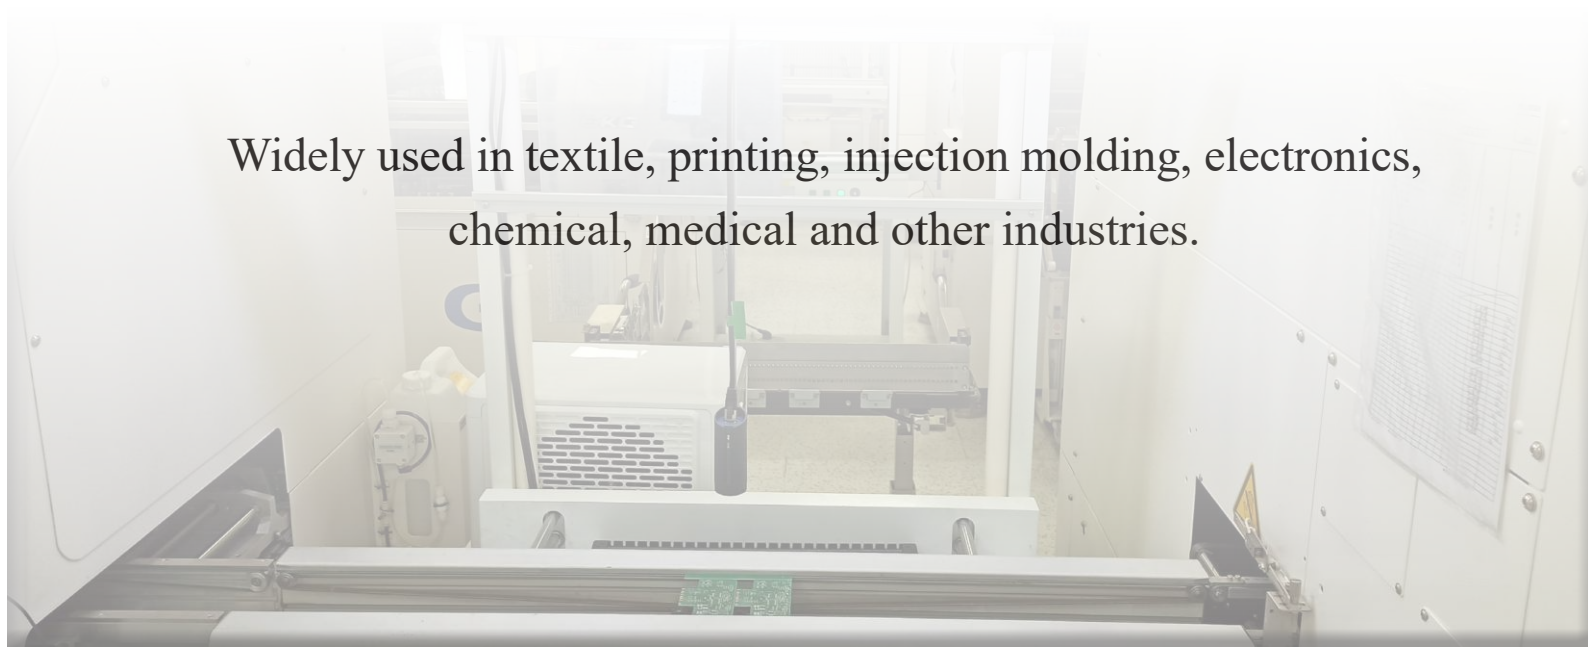 Widely used in textile, printing, injection molding, electronics,
chemical, medical and other industries.